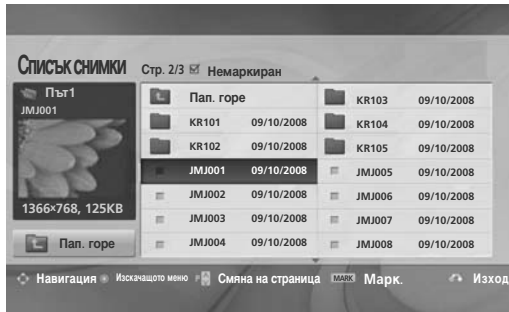 Списък снимки Стр. 2/3 Немаркиран
Път1
JMJ001
1366×768, 125KB
Пап. горе
Пап. горе
KR101 09/10/2008
KR102 09/10/2008
JMJ001 09/10/2008
JMJ002 09/10/2008
JMJ003 09/10/2008
JMJ004 09/10/2008
KR103 09/10/2008
KR104 09/10/2008
KR105 09/10/2008
JMJ005 09/10/2008
JMJ006 09/10/2008
JMJ007 09/10/2008
JMJ008 09/10/2008
Навигация Изскачащото меню P Смяна на страница MARK Марк. Изход